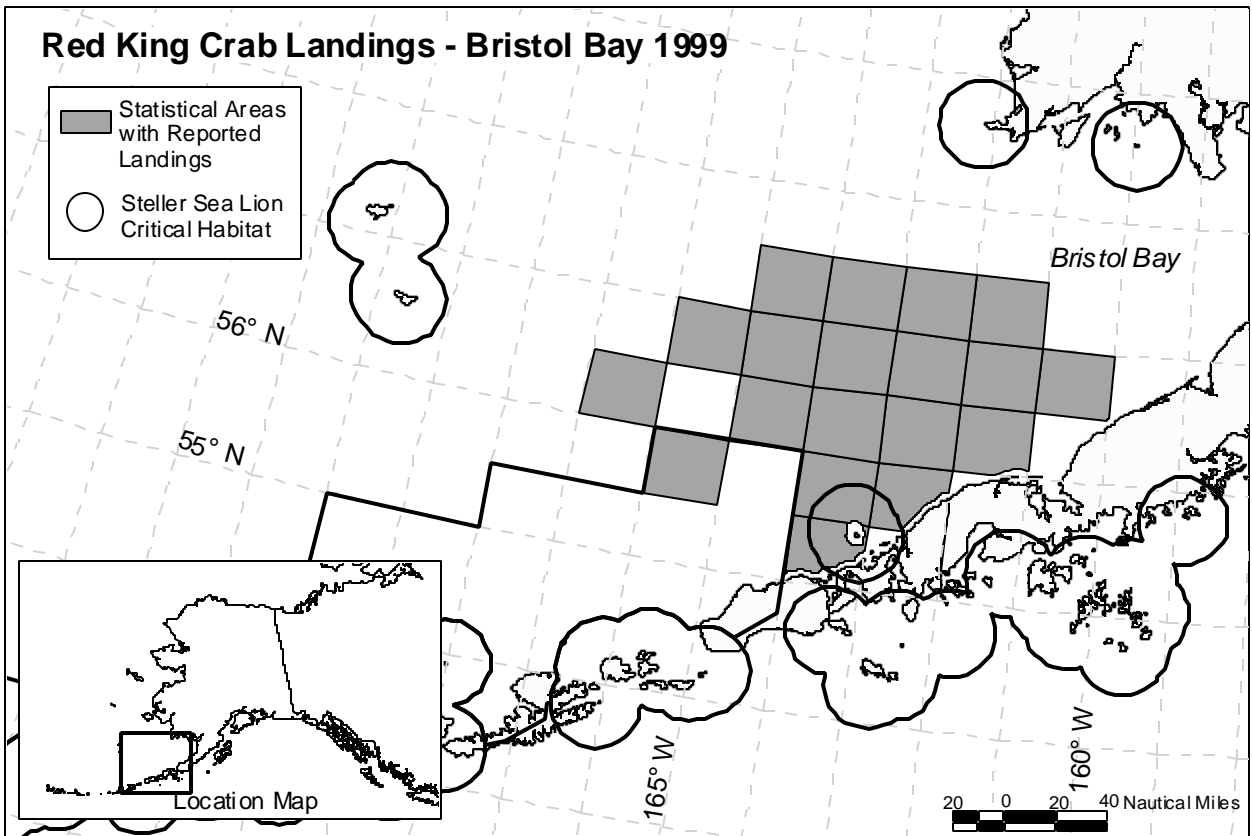 Red King Crab Landings - Bristol Bay 1999
Statistical Areas
with Reported
Landings
Steller Sea Lion
Critical Habitat
Bristol Bay
56° N
55° N
165° W
160° W
Location Map
20 0 20 40 Nautical Miles